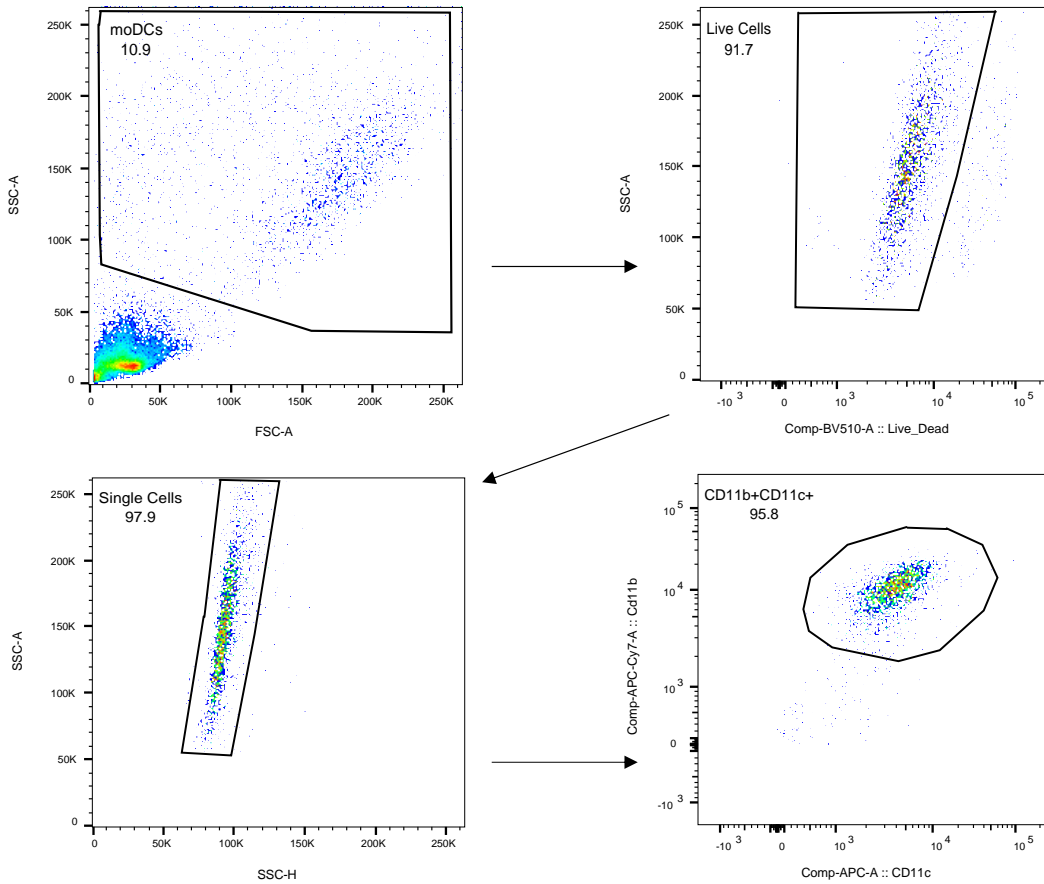 moDCs
10.9
250K
200K
150K
100K
50K
0
SSC-A
0
50K
100K
150K
200K
250K
FSC-A
Live Cells
91.7
250K
200K
150K
100K
50K
0
SSC-A
-10 3
0
10 3
10 4
10 5
Comp-BV510-A :: Live_Dead
Single Cells
97.9
250K
200K
150K
100K
50K
0
SSC-A
0
50K
100K
150K
200K
250K
SSC-H
CD11b+CD11c+
95.8
10 5
10 4
10 3
0
-10 3
Comp-APC-Cy7-A :: Cd11b
-10 3
0
10 3
10 4
10 5
Comp-APC-A :: CD11c